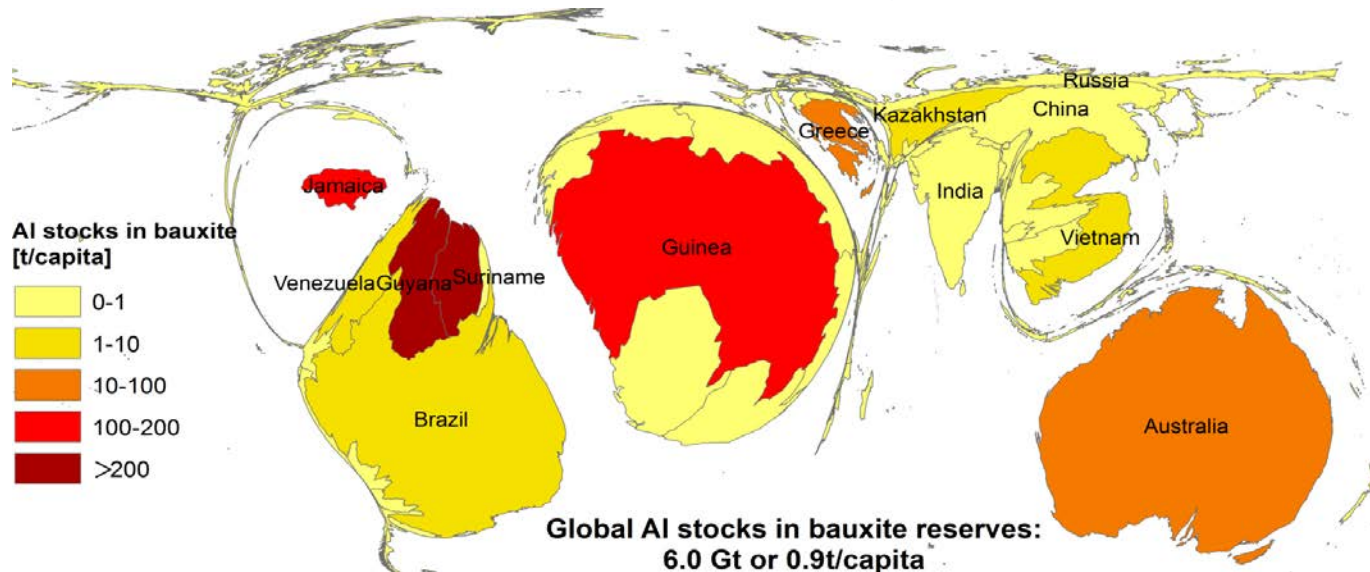 Russia
Kazakhstan
China
Greece
Jamaica
India
Al stocks in bauxite
[t/capita]
Guinea
Vietnam
Venezuela
Guyana
Suriname
0-1
1-10
10-100
100-200
>200
Brazil
Australia
Global Al stocks in bauxite reserves:
6.0 Gt or 0.9t/capita